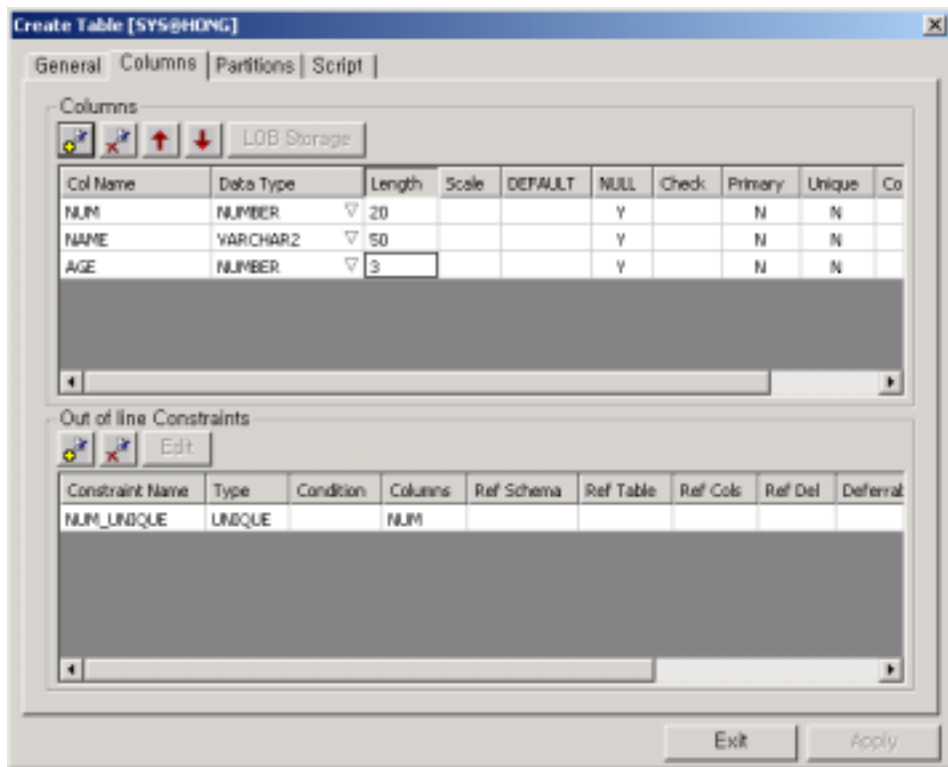 Create Table [SYS@HONG]
General Columns Partitions Script
Columns
LOB Storage
Col Name Data Type Length Scale DEFAULT NULL Check Primary Unique Co
NUM NUMBER 20 Y N N
NAME VARCHAR2 50 Y N N
AGE NUMBER 3 Y N N
Out of line Constraints
Edit
Constraint Name Type Condition Columns Ref Schema Ref Table Ref Cols Ref Del Deferrab
NUM_UNIQUE UNIQUE NUM
Exit Apply